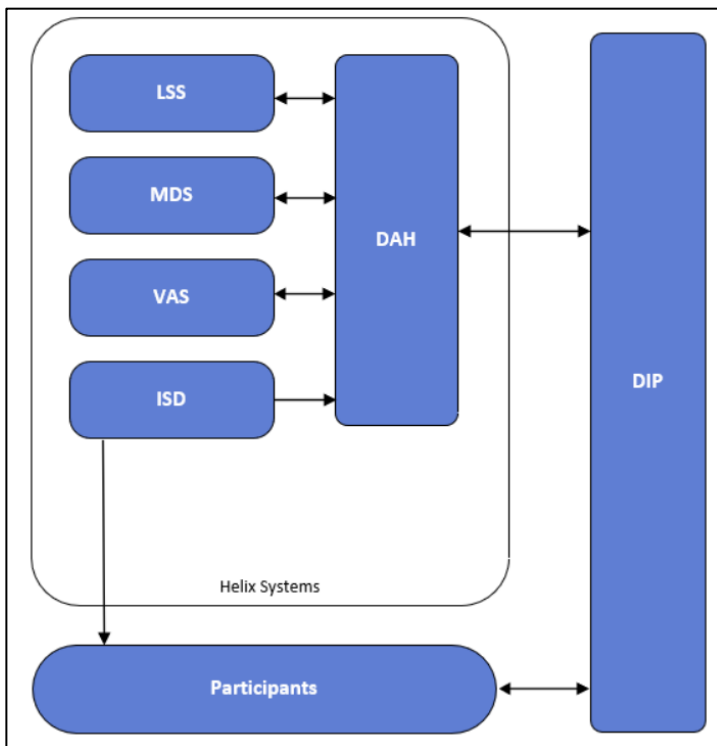 LSS
MDS
VAS
ISD
DAH
DIP
Helix Systems
Participants